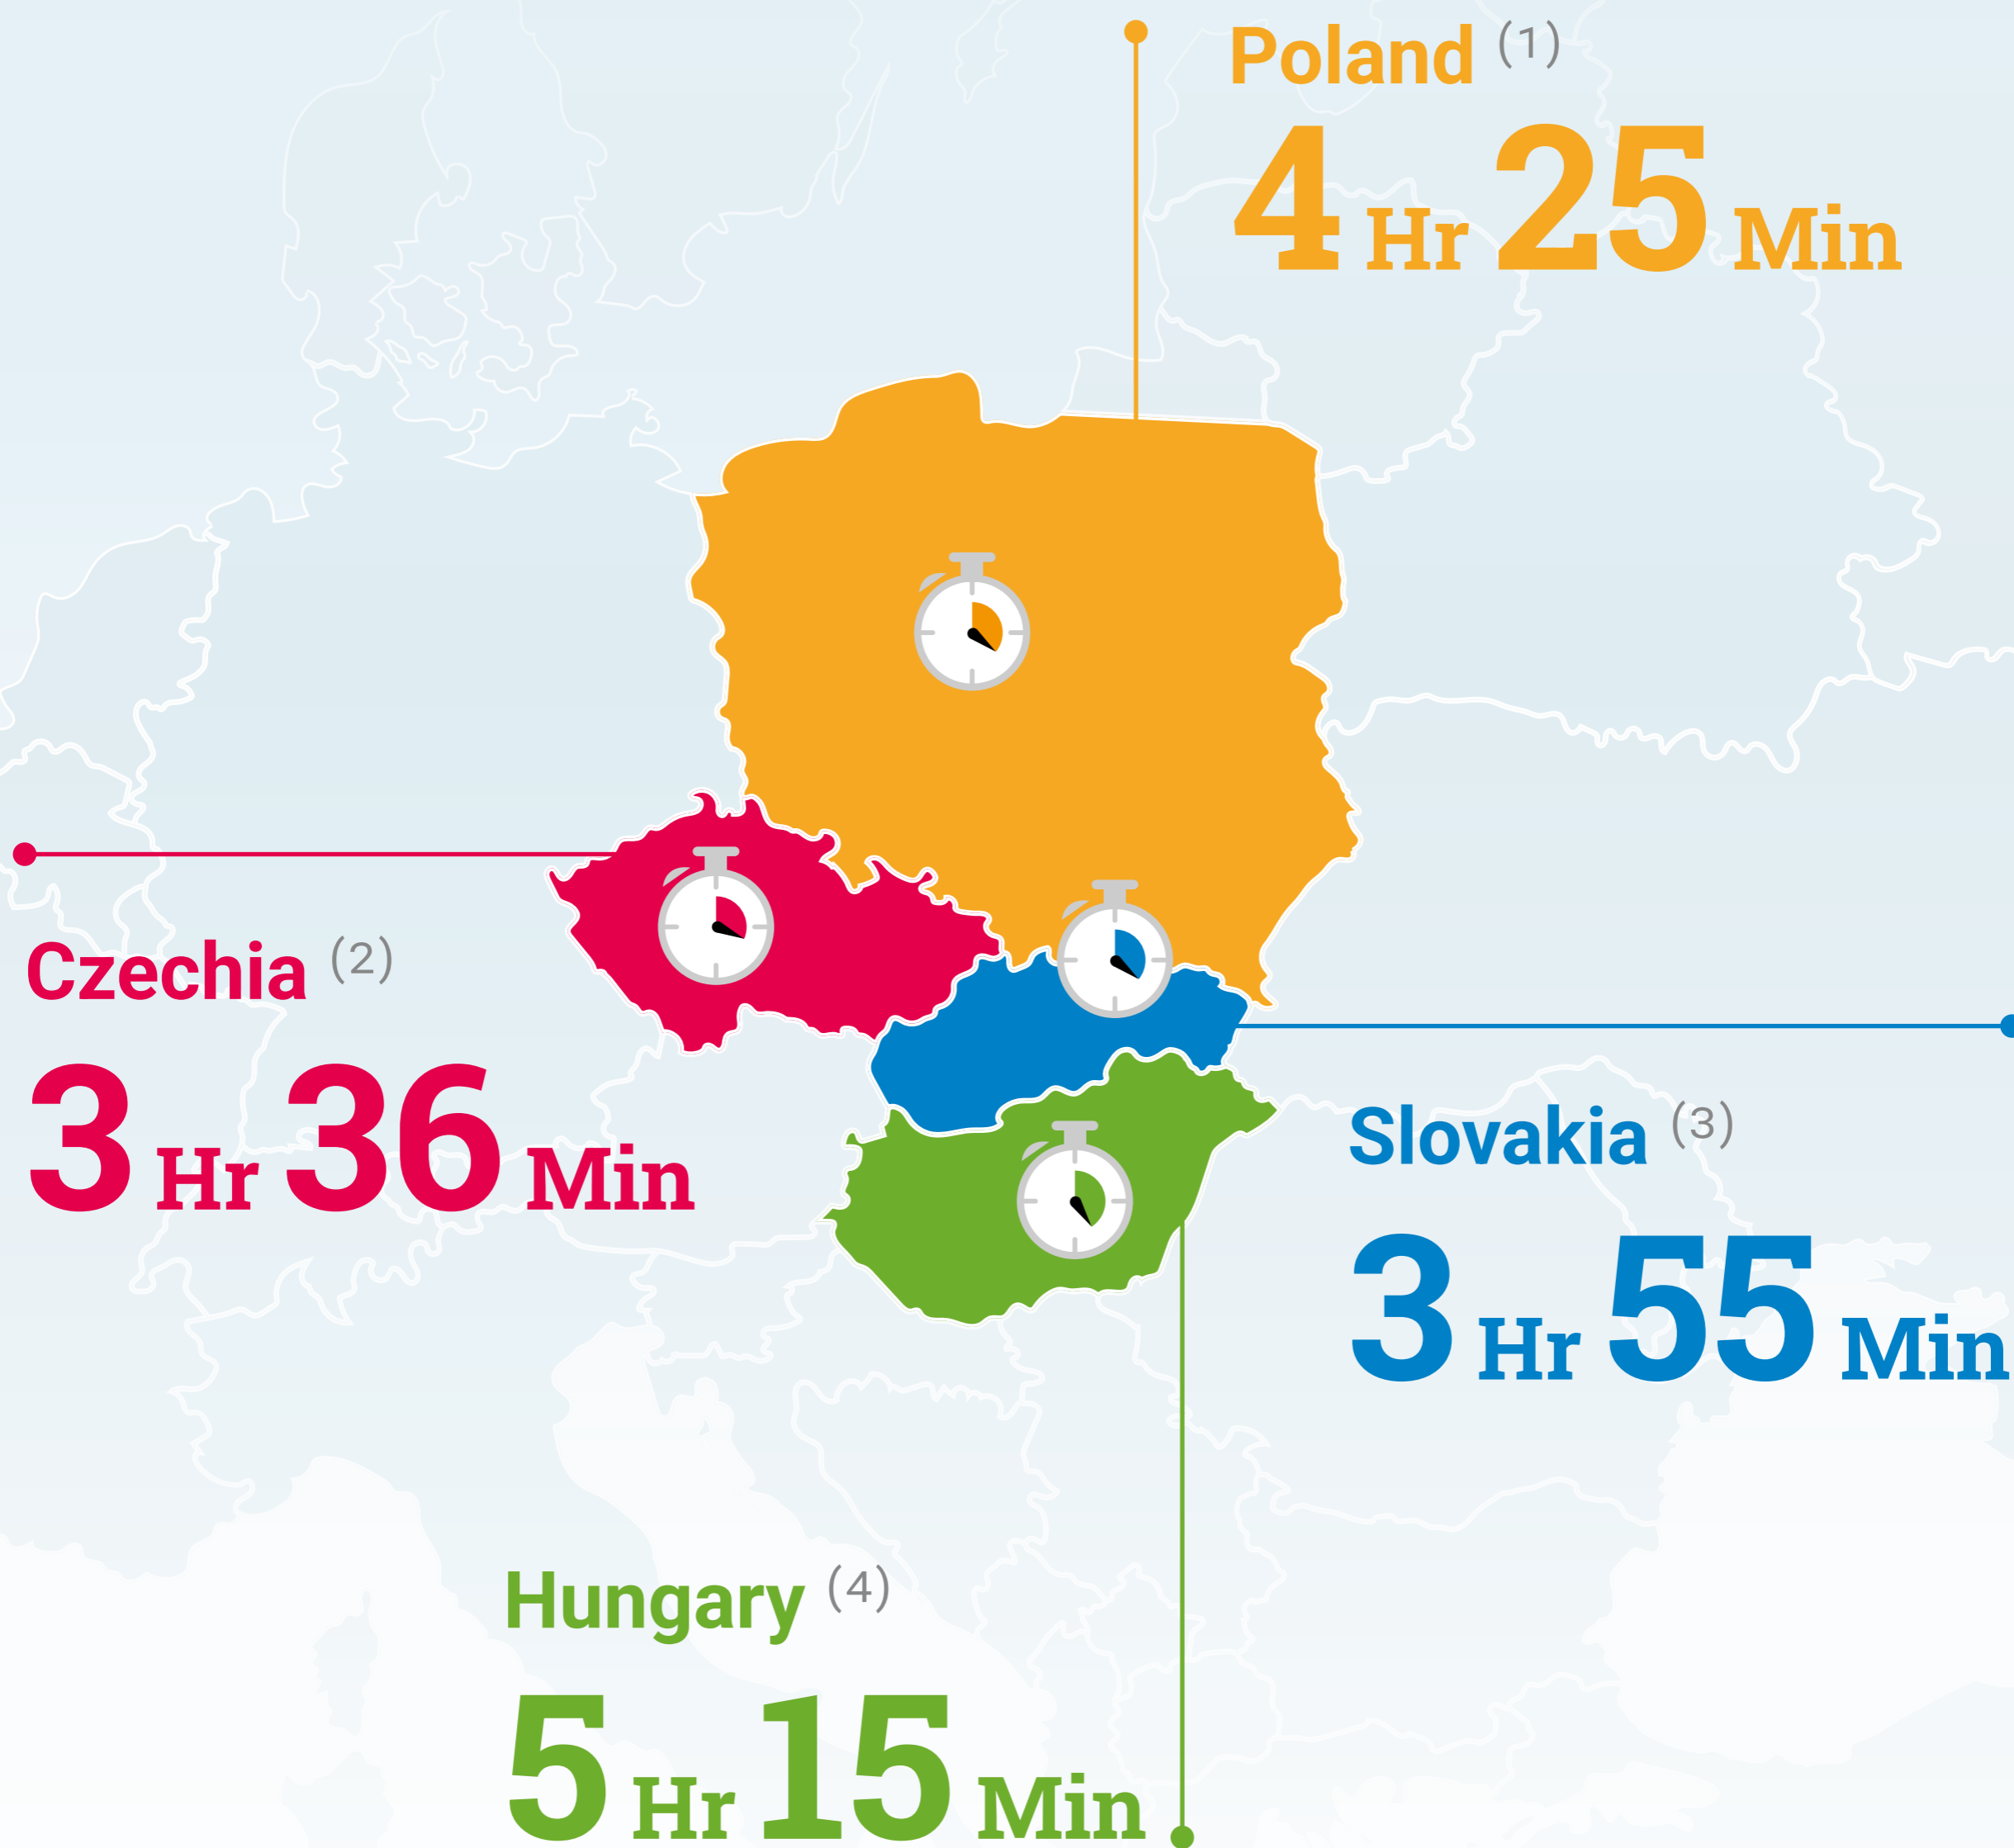 Poland (1)
4 Hr 25 Min
Czechia (2)
3 Hr 36 Min
Slovakia (3)
3 Hr 55 Min
Hungary (4)
5 Hr 15 Min